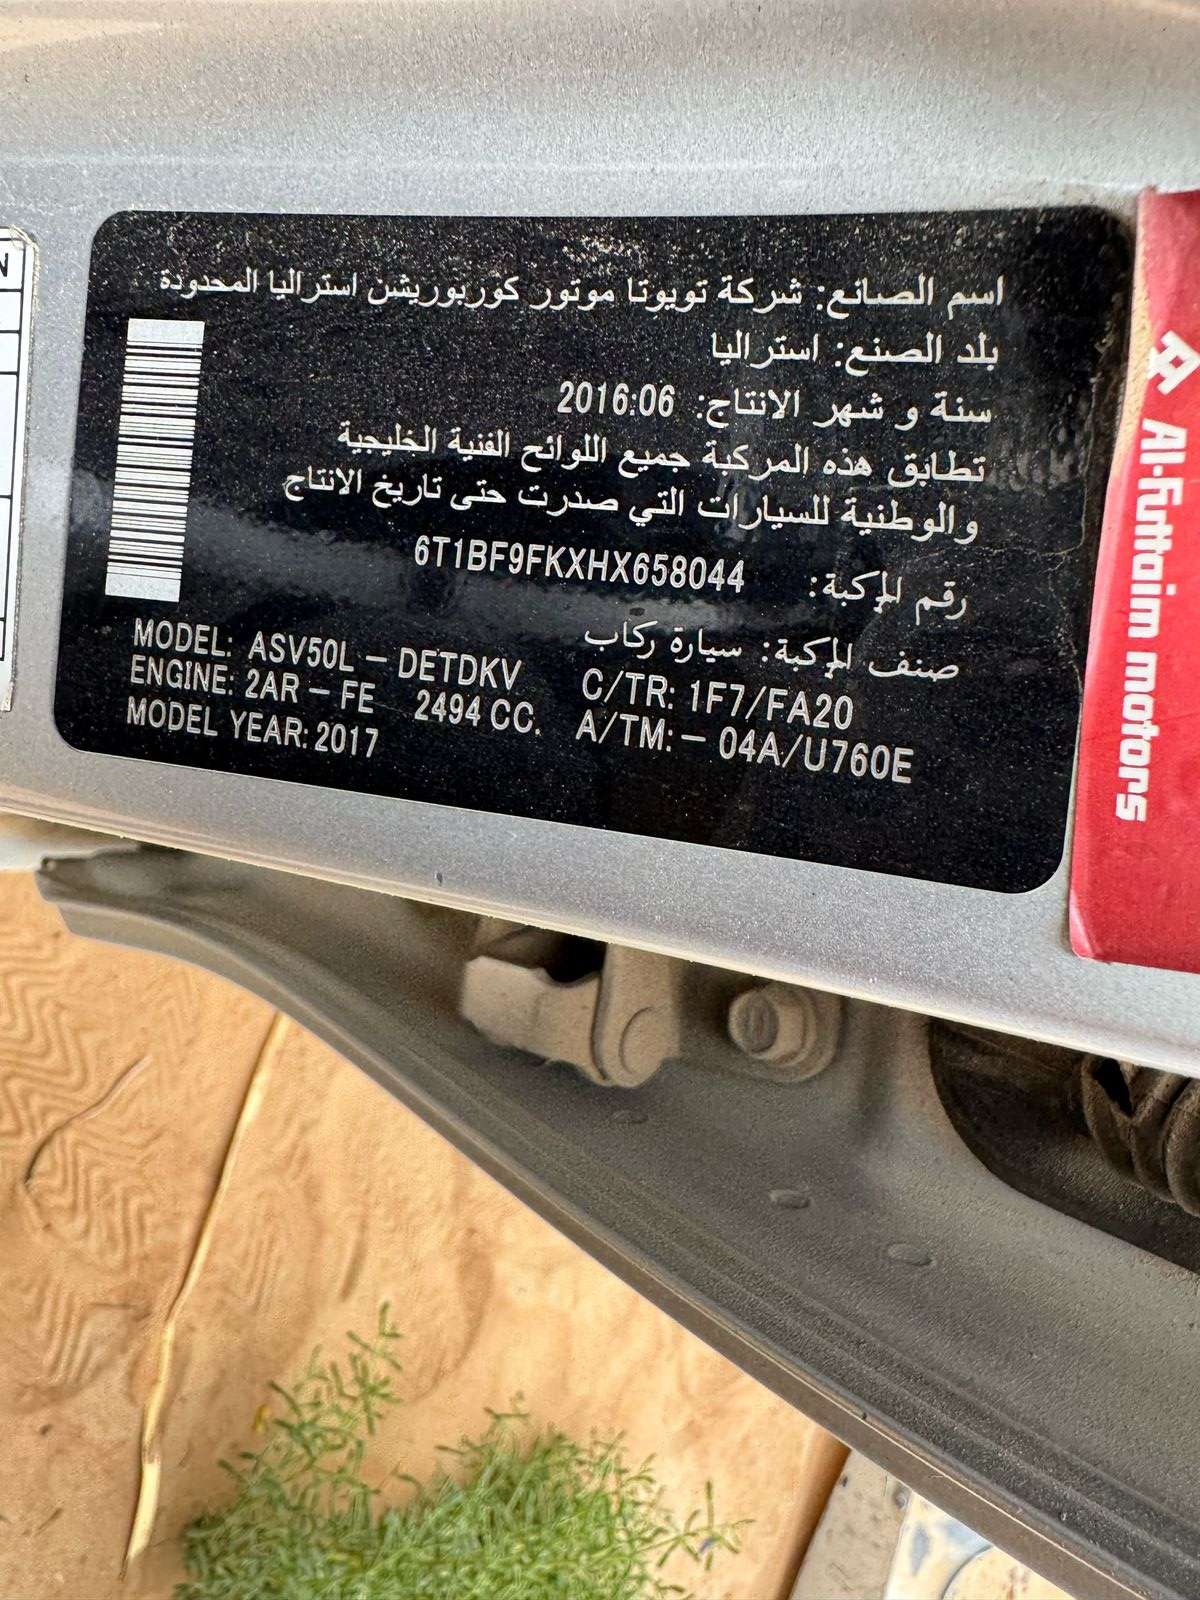 اسم الصانع: شركة تويوتا موتور كوربوريشن استراليا المحدودة
بلد الصنع: استراليا
سنة و شهر الانتاج: 2016:06
تطابق هذه المركبة جميع اللوائح الفنية الخليجية
والوطنية للسيارات التي صدرت حتى تاريخ الانتاج
رقم المركبة: 6T1BF9FKXHX658044
صنف المركبة: سيارة ركاب
MODEL: ASV50L – DETDKV C/TR: 1F7/FA20
ENGINE: 2AR – FE 2494 CC. A/TM: – 04A/U760E
MODEL YEAR: 2017
Al-Futtaim motors
N